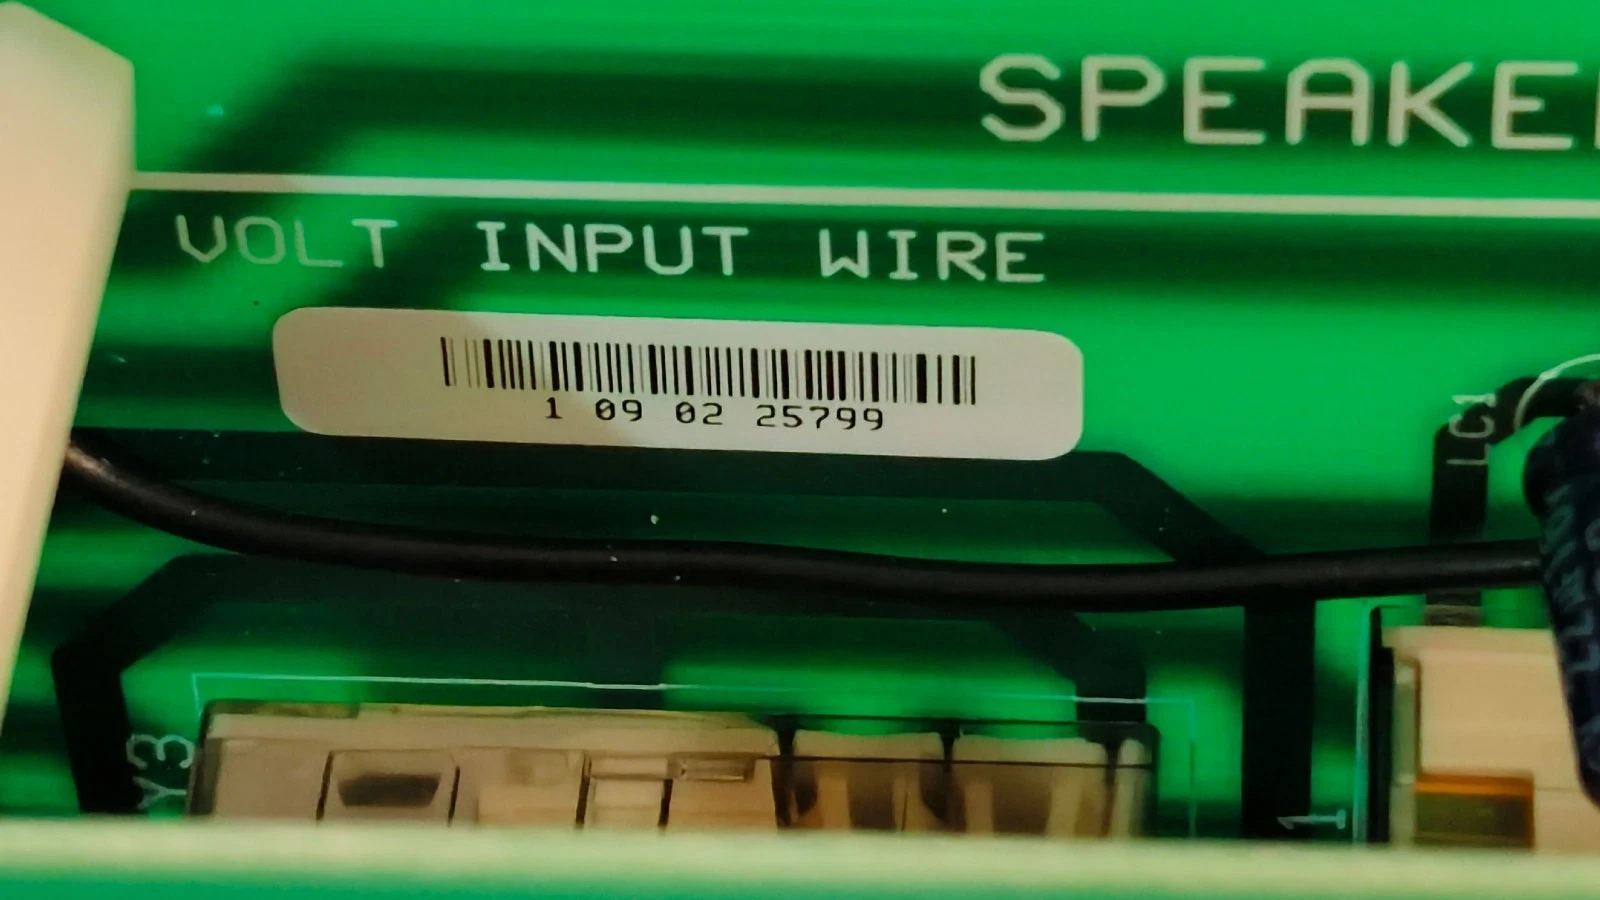 SPEAKE
VOLT INPUT WIRE
1 09 02 25799
LC1
Y3
1